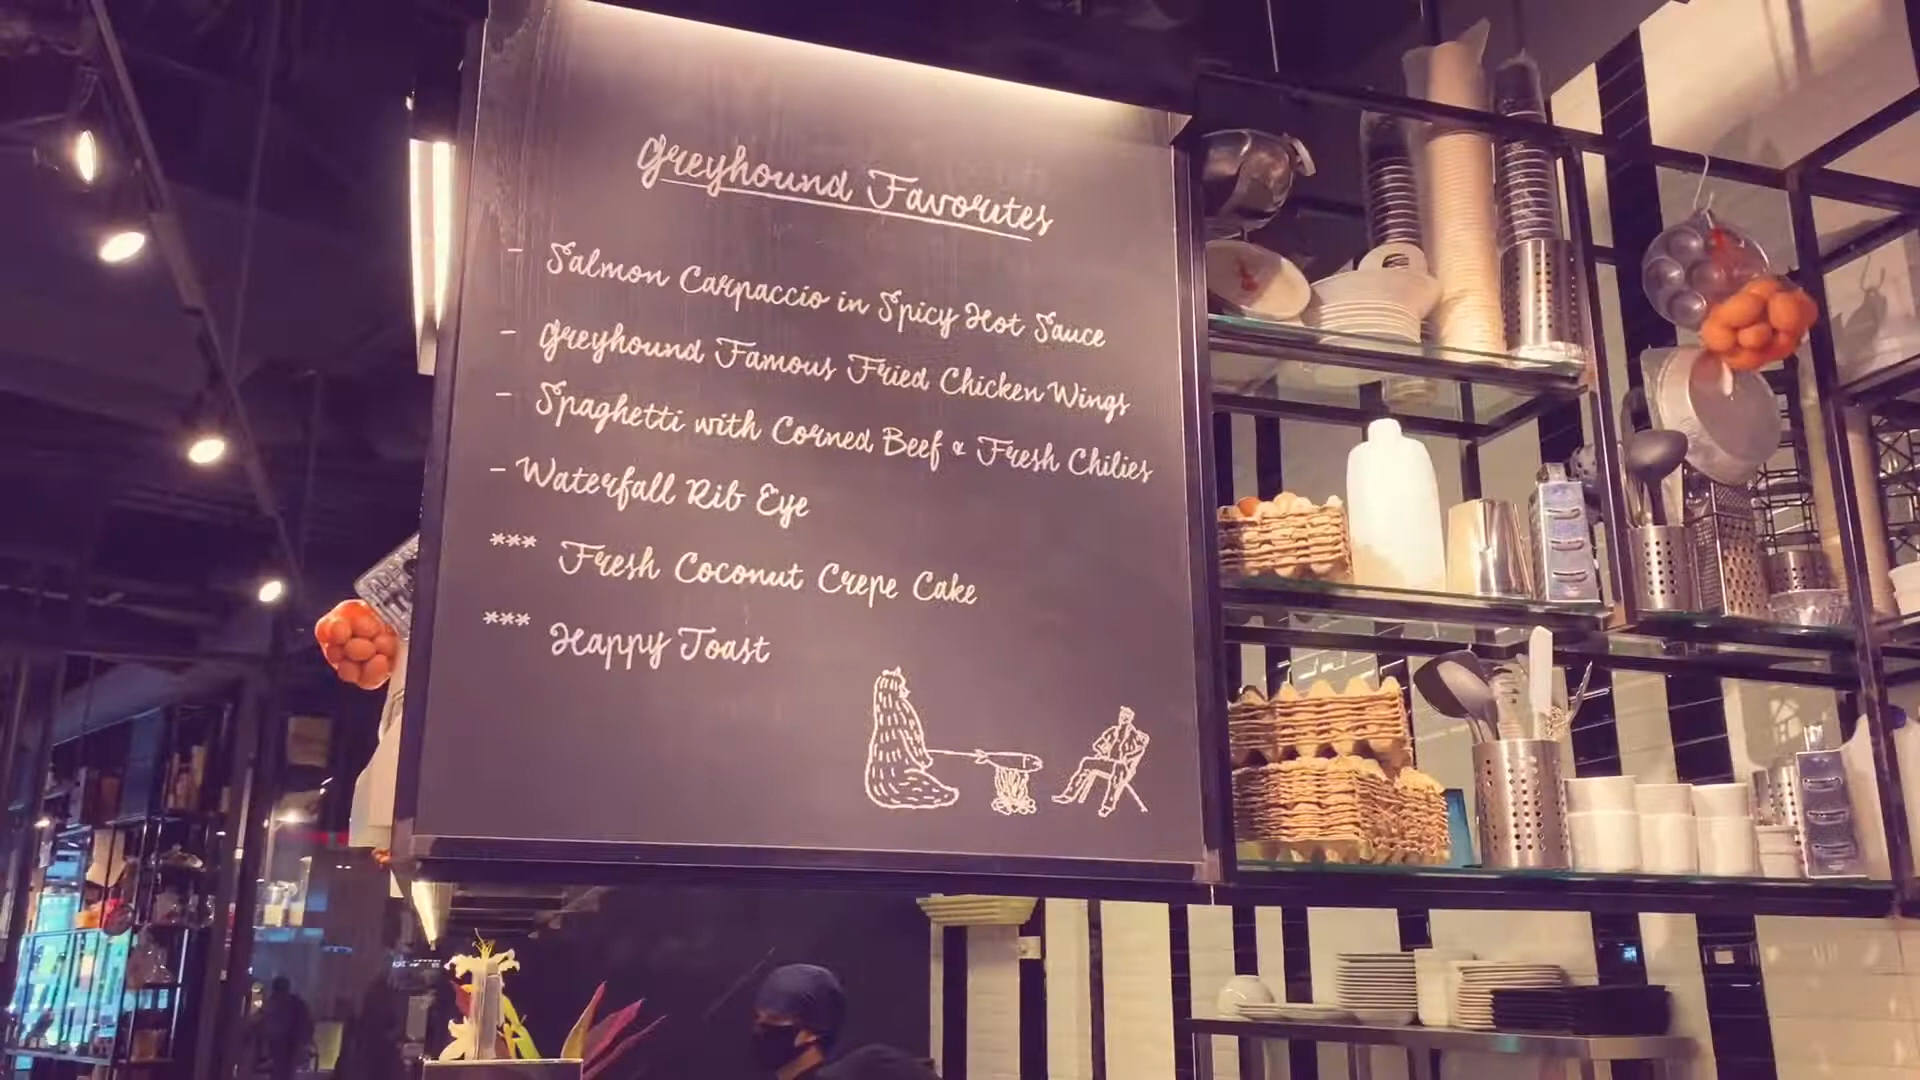 Greyhound Favorites
- Salmon Carpaccio in Spicy Hot Sauce
- Greyhound Famous Fried Chicken Wings
- Spaghetti with Corned Beef & Fresh Chilies
- Waterfall Rib Eye
*** Fresh Coconut Crepe Cake
*** Happy Toast